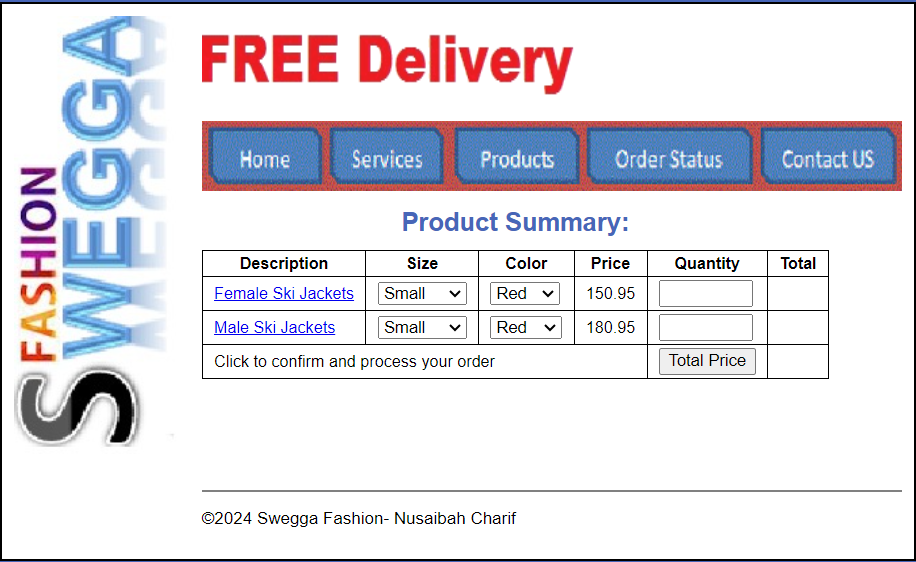 FASHION
SWEGGA
FREE Delivery
Home Services Products Order Status Contact US
Product Summary:
Description Size Color Price Quantity Total
Female Ski Jackets Small Red 150.95
Male Ski Jackets Small Red 180.95
Click to confirm and process your order Total Price
©2024 Swegga Fashion- Nusaibah Charif